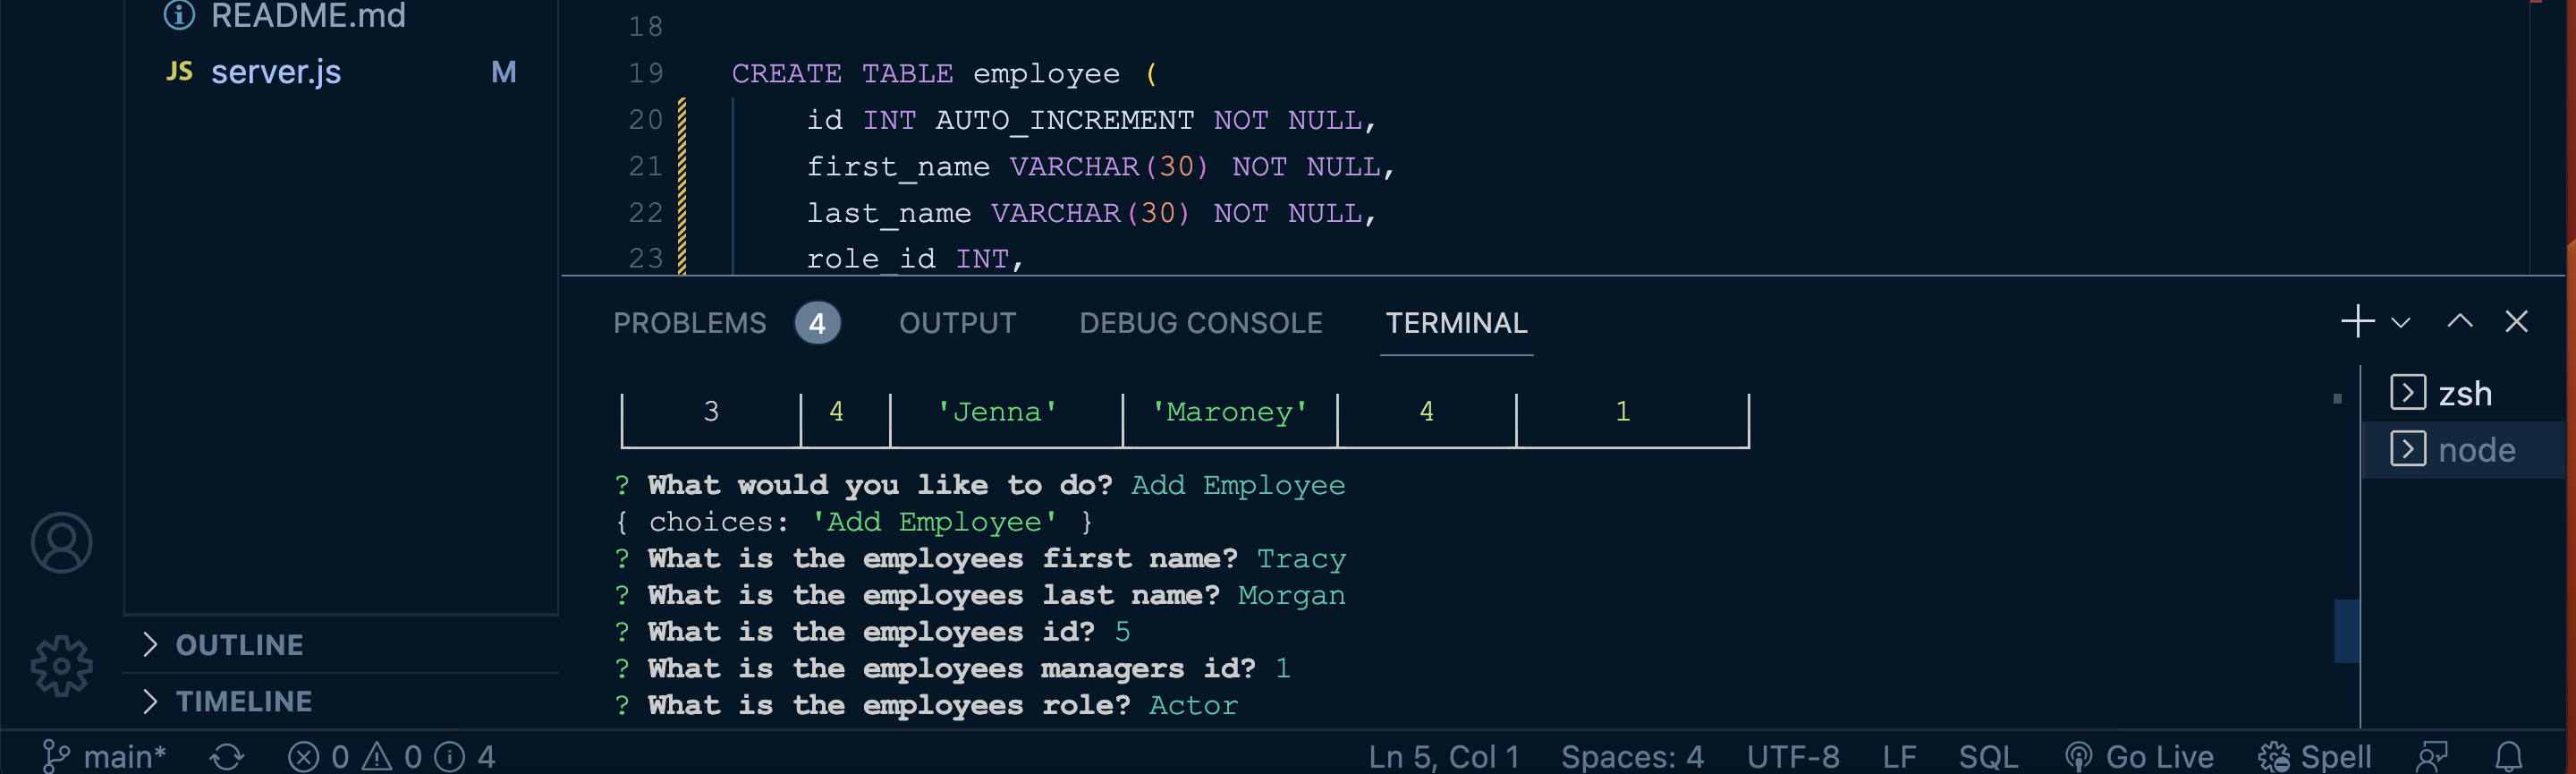 README.md
JS server.js M
OUTLINE
TIMELINE
18
19 CREATE TABLE employee (
20 id INT AUTO_INCREMENT NOT NULL,
21 first_name VARCHAR(30) NOT NULL,
22 last_name VARCHAR(30) NOT NULL,
23 role_id INT,
PROBLEMS 4 OUTPUT DEBUG CONSOLE TERMINAL
3 4 'Jenna' 'Maroney' 4 1
? What would you like to do? Add Employee
{ choices: 'Add Employee' }
? What is the employees first name? Tracy
? What is the employees last name? Morgan
? What is the employees id? 5
? What is the employees managers id? 1
? What is the employees role? Actor
zsh
node
main* 0 0 4 Ln 5, Col 1 Spaces: 4 UTF-8 LF SQL Go Live Spell